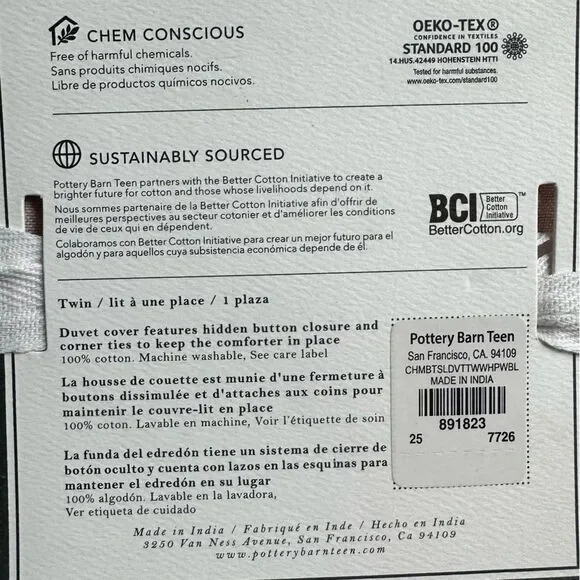 CHEM CONSCIOUS
Free of harmful chemicals.
Sans produits chimiques nocifs.
Libre de productos químicos nocivos.
OEKO-TEX®
CONFIDENCE IN TEXTILES
STANDARD 100
14.HUS.42449 HOHENSTEIN HTTI
Tested for harmful substances.
www.oeko-tex.com/standard100
SUSTAINABLY SOURCED
Pottery Barn Teen partners with the Better Cotton Initiative to create a
brighter future for cotton and those whose livelihoods depend on it.
Nous sommes partenaire de la Better Cotton Initiative afin d'offrir de
meilleures perspectives au secteur cotonier et d'améliorer les conditions
de vie de ceux qui en dépendent.
Colaboramos con Better Cotton Initiative para crear un mejor futuro para el
algodón y para aquellos cuya subsistencia económica depende de él.
BCI Better
Cotton
Initiative™
BetterCotton.org
Twin / lit à une place / 1 plaza
Duvet cover features hidden button closure and
corner ties to keep the comforter in place
100% cotton. Machine washable, See care label
La housse de couette est munie d'une fermeture à
boutons dissimulée et d'attaches aux coins pour
maintenir le couvre-lit en place
100% coton. Lavable en machine, Voir l'étiquette de soin
La funda del edredón tiene un sistema de cierre de
botón oculto y cuenta con lazos en las esquinas para
mantener el edredón en su lugar
100% algodón. Lavable en la lavadora,
Ver etiqueta de cuidado
Pottery Barn Teen
San Francisco, CA. 94109
CHMBTSLDVTTWWHPWBL
MADE IN INDIA
891823
25 7726
Made in India / Fabriqué en Inde / Hecho en India
3250 Van Ness Avenue, San Francisco, Ca 94109
www.potterybarnteen.com